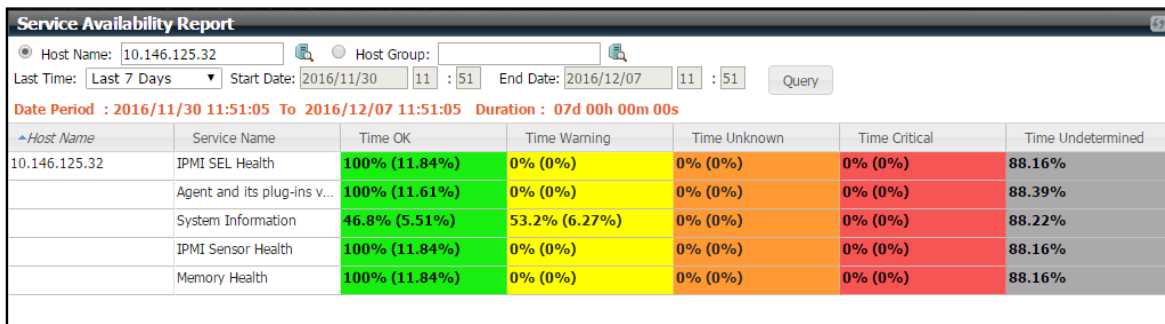 Service Availability Report
Host Name: 10.146.125.32 Host Group:
Last Time: Last 7 Days Start Date: 2016/11/30 11 : 51 End Date: 2016/12/07 11 : 51 Query
Date Period : 2016/11/30 11:51:05 To 2016/12/07 11:51:05 Duration : 07d 00h 00m 00s
Host Name Service Name Time OK Time Warning Time Unknown Time Critical Time Undetermined
10.146.125.32 IPMI SEL Health 100% (11.84%) 0% (0%) 0% (0%) 0% (0%) 88.16%
Agent and its plug-ins v... 100% (11.61%) 0% (0%) 0% (0%) 0% (0%) 88.39%
System Information 46.8% (5.51%) 53.2% (6.27%) 0% (0%) 0% (0%) 88.22%
IPMI Sensor Health 100% (11.84%) 0% (0%) 0% (0%) 0% (0%) 88.16%
Memory Health 100% (11.84%) 0% (0%) 0% (0%) 0% (0%) 88.16%